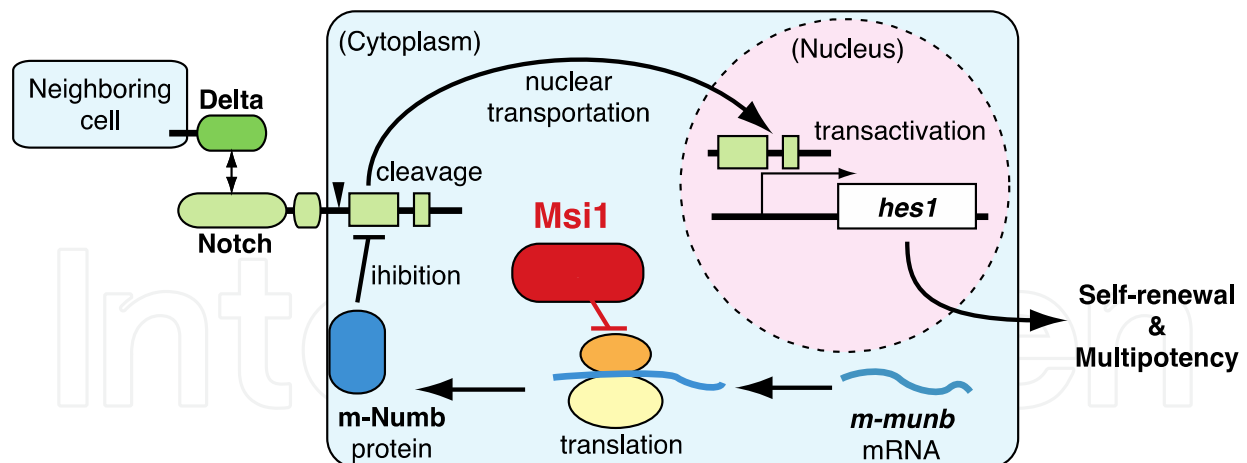 (Cytoplasm)
(Nucleus)
Neighboring
cell
Delta
nuclear
transportation
transactivation
cleavage
Notch
Msi1
hes1
ihibition
Self-renewal
&
Multipotency
m-Numb
protein
translation
m-munb
mRNA